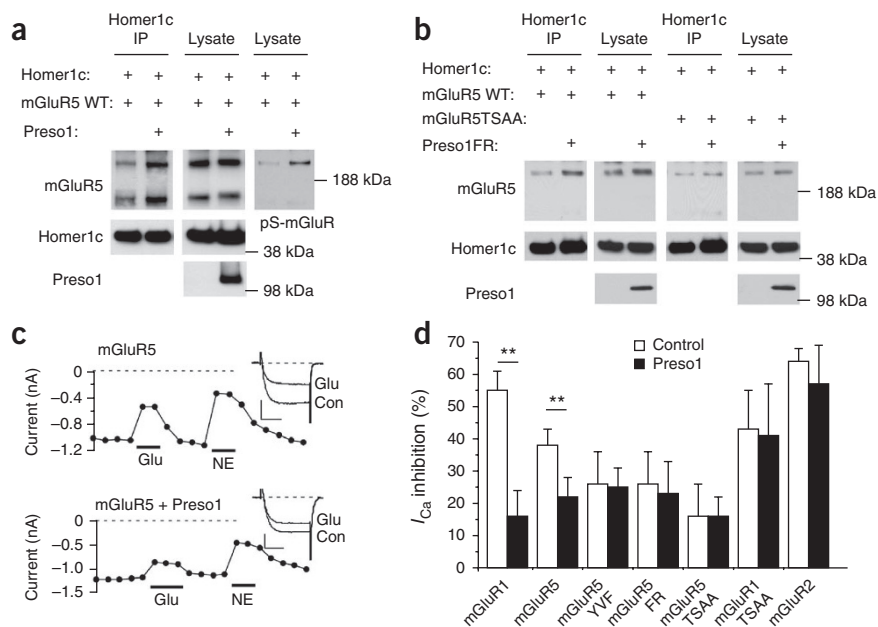 a
Homer1c IP Lysate Lysate
Homer1c: + + + + + +
mGluR5 WT: + + + + + +
Preso1: + + +
mGluR5
188 kDa
pS-mGluR
Homer1c
38 kDa
Preso1
98 kDa
b
Homer1c IP Lysate Homer1c IP Lysate
Homer1c: + + + + + + + +
mGluR5 WT: + + + +
mGluR5TSAA: + + + +
Preso1FR: + + + +
mGluR5
188 kDa
Homer1c
38 kDa
Preso1
98 kDa
c
mGluR5
Current (nA)
0
−0.4
−0.8
−1.2
Glu
NE
Glu
Con
mGluR5 + Preso1
Current (nA)
0
−0.5
−1.0
−1.5
Glu
NE
Glu
Con
d
I Ca inhibition (%)
70
60
50
40
30
20
10
0
Control
Preso1
**
**
mGluR1
mGluR5
mGluR5 YVF
mGluR5 FR
mGluR5 TSAA
mGluR1 TSAA
mGluR2